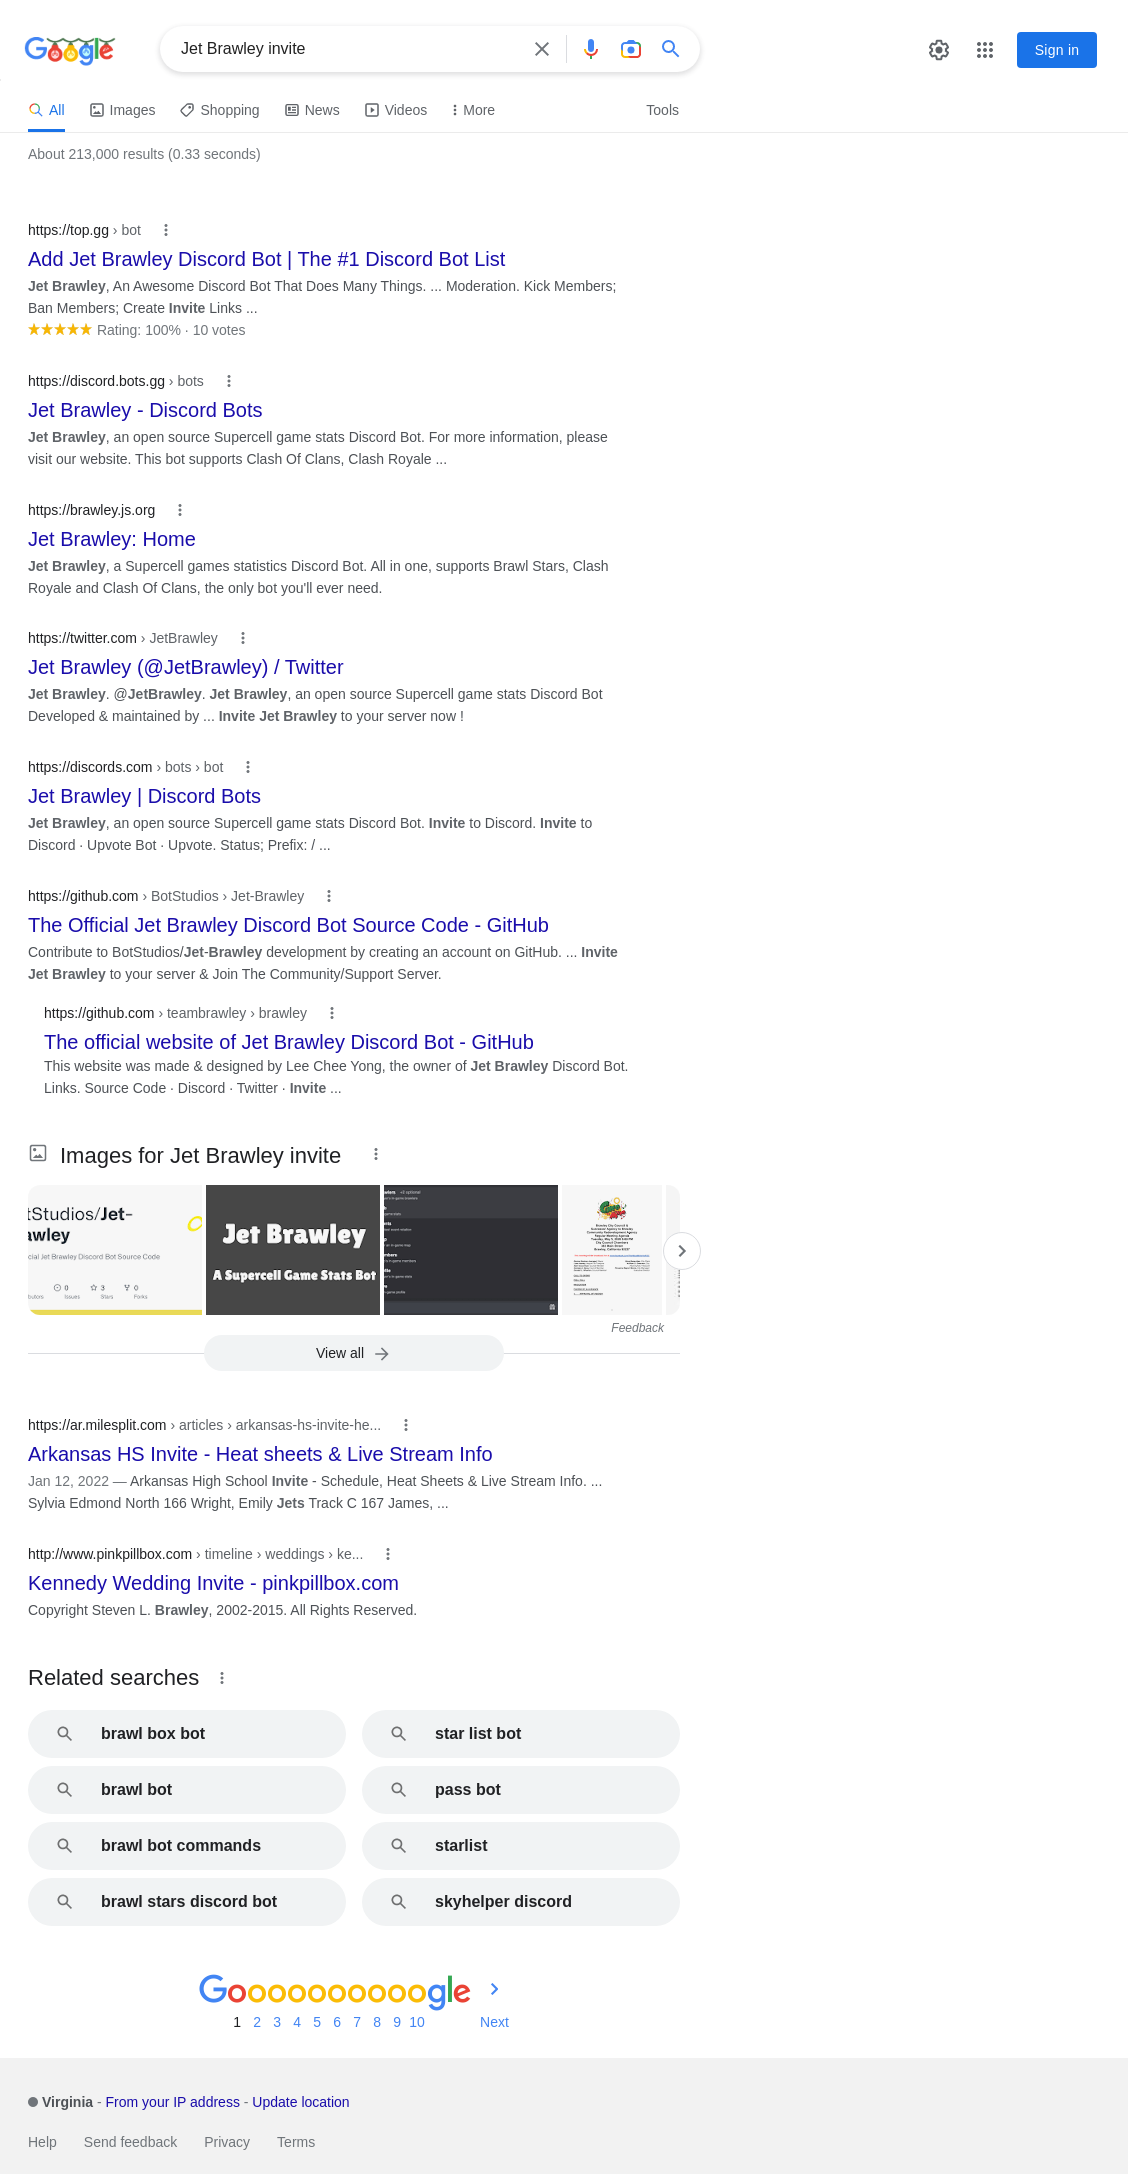 Google
Jet Brawley invite
Sign in
All
Images
Shopping
News
Videos
More
Tools
About 213,000 results (0.33 seconds)
https://top.gg › bot
Add Jet Brawley Discord Bot | The #1 Discord Bot List
Jet Brawley, An Awesome Discord Bot That Does Many Things. ... Moderation. Kick Members;
Ban Members; Create Invite Links ...
Rating: 100% · 10 votes
https://discord.bots.gg › bots
Jet Brawley - Discord Bots
Jet Brawley, an open source Supercell game stats Discord Bot. For more information, please
visit our website. This bot supports Clash Of Clans, Clash Royale ...
https://brawley.js.org
Jet Brawley: Home
Jet Brawley, a Supercell games statistics Discord Bot. All in one, supports Brawl Stars, Clash
Royale and Clash Of Clans, the only bot you'll ever need.
https://twitter.com › JetBrawley
Jet Brawley (@JetBrawley) / Twitter
Jet Brawley. @JetBrawley. Jet Brawley, an open source Supercell game stats Discord Bot
Developed & maintained by ... Invite Jet Brawley to your server now !
https://discords.com › bots › bot
Jet Brawley | Discord Bots
Jet Brawley, an open source Supercell game stats Discord Bot. Invite to Discord. Invite to
Discord · Upvote Bot · Upvote. Status; Prefix: / ...
https://github.com › BotStudios › Jet-Brawley
The Official Jet Brawley Discord Bot Source Code - GitHub
Contribute to BotStudios/Jet-Brawley development by creating an account on GitHub. ... Invite
Jet Brawley to your server & Join The Community/Support Server.
https://github.com › teambrawley › brawley
The official website of Jet Brawley Discord Bot - GitHub
This website was made & designed by Lee Chee Yong, the owner of Jet Brawley Discord Bot.
Links. Source Code · Discord · Twitter · Invite ...
Images for Jet Brawley invite
tStudios/Jet-
awley
cial Jet Brawley Discord Bot Source Code
0 3 0
butors Issues Stars Forks
Jet Brawley
A Supercell Game Stats Bot
Feedback
View all
https://ar.milesplit.com › articles › arkansas-hs-invite-he...
Arkansas HS Invite - Heat sheets & Live Stream Info
Jan 12, 2022 — Arkansas High School Invite - Schedule, Heat Sheets & Live Stream Info. ...
Sylvia Edmond North 166 Wright, Emily Jets Track C 167 James, ...
http://www.pinkpillbox.com › timeline › weddings › ke...
Kennedy Wedding Invite - pinkpillbox.com
Copyright Steven L. Brawley, 2002-2015. All Rights Reserved.
Related searches
brawl box bot
star list bot
brawl bot
pass bot
brawl bot commands
starlist
brawl stars discord bot
skyhelper discord
Goooooooooogle
1 2 3 4 5 6 7 8 9 10 Next
Virginia - From your IP address - Update location
Help Send feedback Privacy Terms